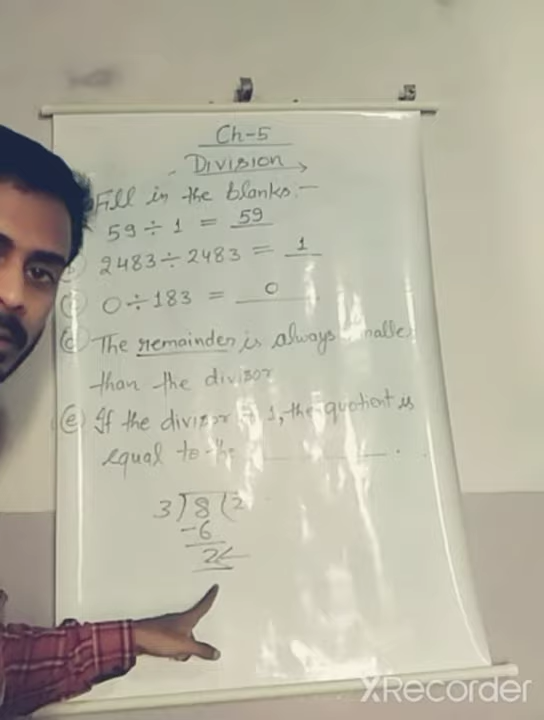 Ch-5
Division
Fill in the blanks:-
59 ÷ 1 = 59
(b) 2483 ÷ 2483 = 1
0 ÷ 183 = 0
The remainder is always smaller
than the divisor
(e) If the divisor is 1, the quotient is
equal to the ________ .
3 ) 8 ( 2
-6
2
XRecorder